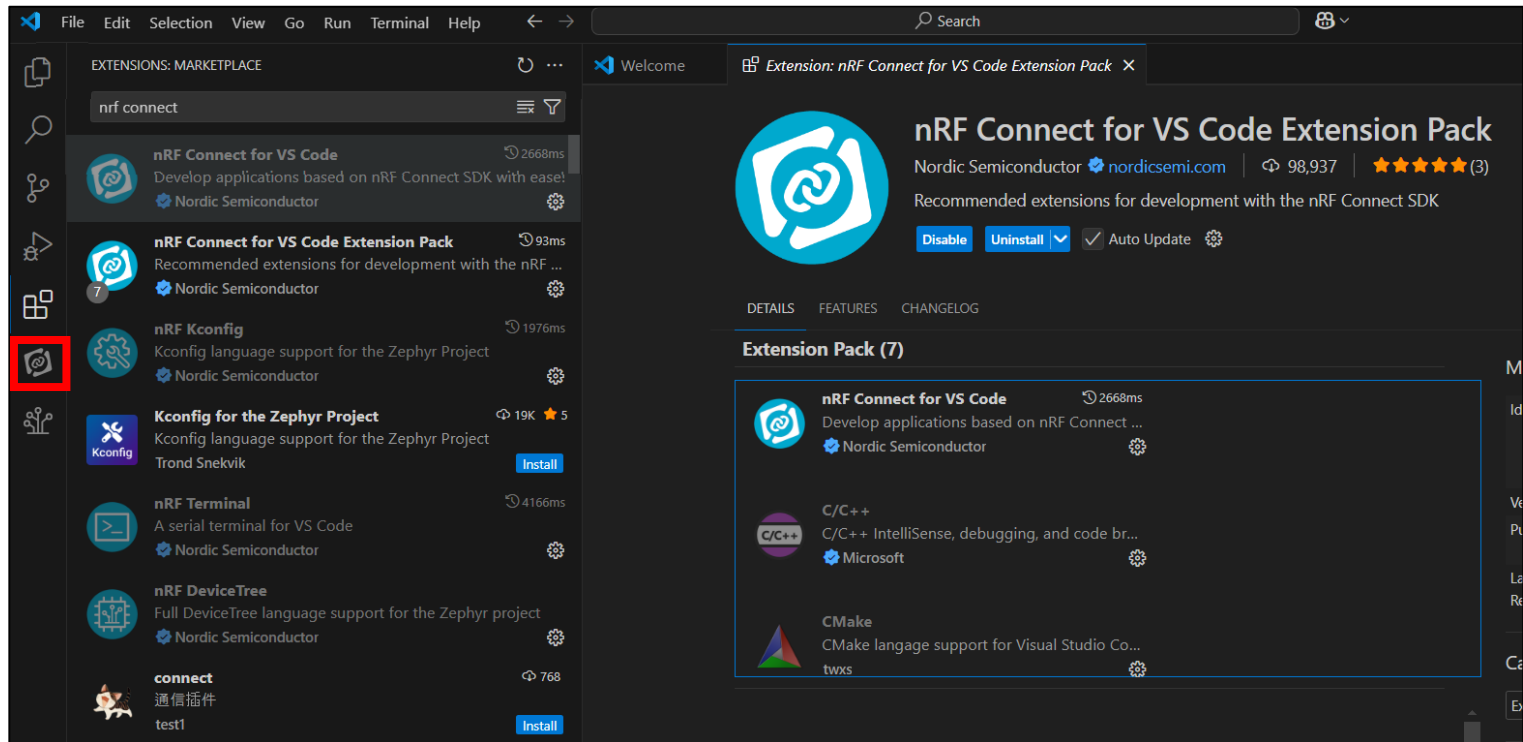 File Edit Selection View Go Run Terminal Help
Search
EXTENSIONS: MARKETPLACE
nrf connect
nRF Connect for VS Code 2668ms
Develop applications based on nRF Connect SDK with ease!
Nordic Semiconductor
nRF Connect for VS Code Extension Pack 93ms
Recommended extensions for development with the nRF ...
7 Nordic Semiconductor
nRF Kconfig 1976ms
Kconfig language support for the Zephyr Project
Nordic Semiconductor
Kconfig for the Zephyr Project 19K 5
Kconfig language support for the Zephyr Project
Kconfig
Trond Snekvik Install
nRF Terminal 4166ms
A serial terminal for VS Code
Nordic Semiconductor
nRF DeviceTree
Full DeviceTree language support for the Zephyr project
Nordic Semiconductor
connect 768
通信插件
test1 Install
Welcome Extension: nRF Connect for VS Code Extension Pack
nRF Connect for VS Code Extension Pack
Nordic Semiconductor nordicsemi.com 98,937 (3)
Recommended extensions for development with the nRF Connect SDK
Disable Uninstall Auto Update
DETAILS FEATURES CHANGELOG
Extension Pack (7)
nRF Connect for VS Code 2668ms
Develop applications based on nRF Connect ...
Nordic Semiconductor
C/C++
C/C++ C/C++ IntelliSense, debugging, and code br...
Microsoft
CMake
CMake langage support for Visual Studio Co...
twxs